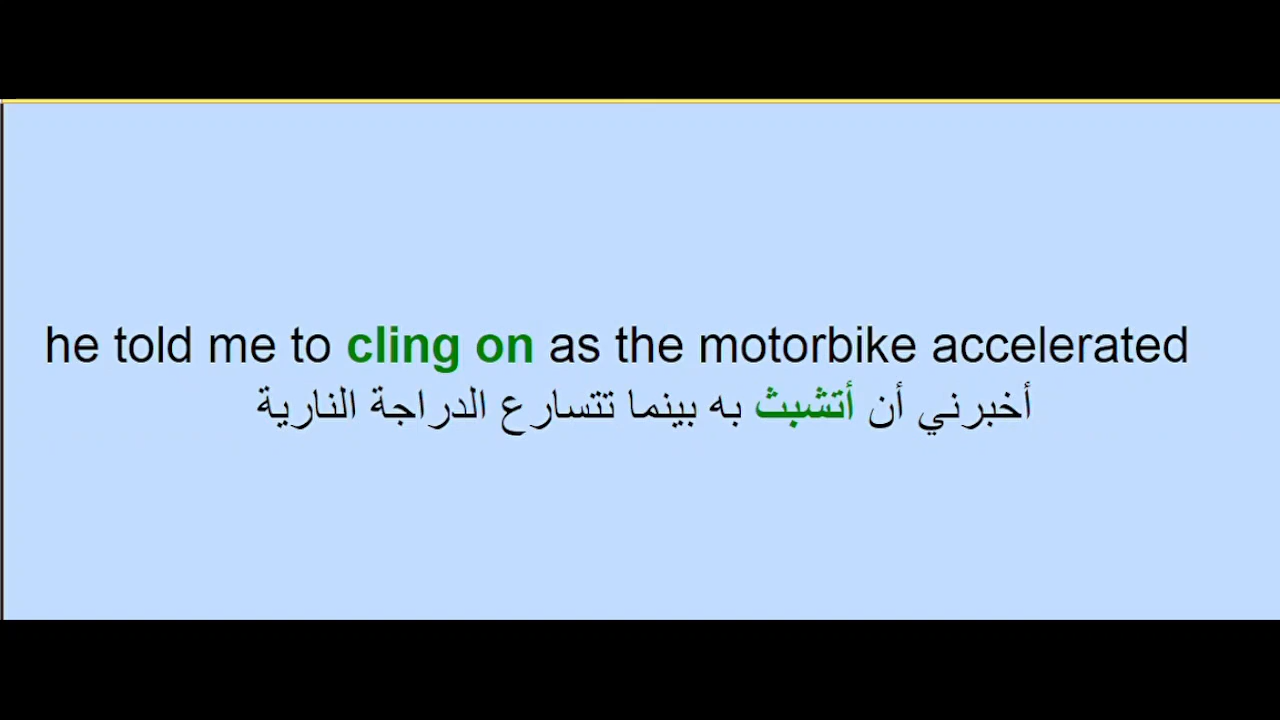 he told me to cling on as the motorbike accelerated
أخبرني أن أتشبث به بينما تتسارع الدراجة النارية